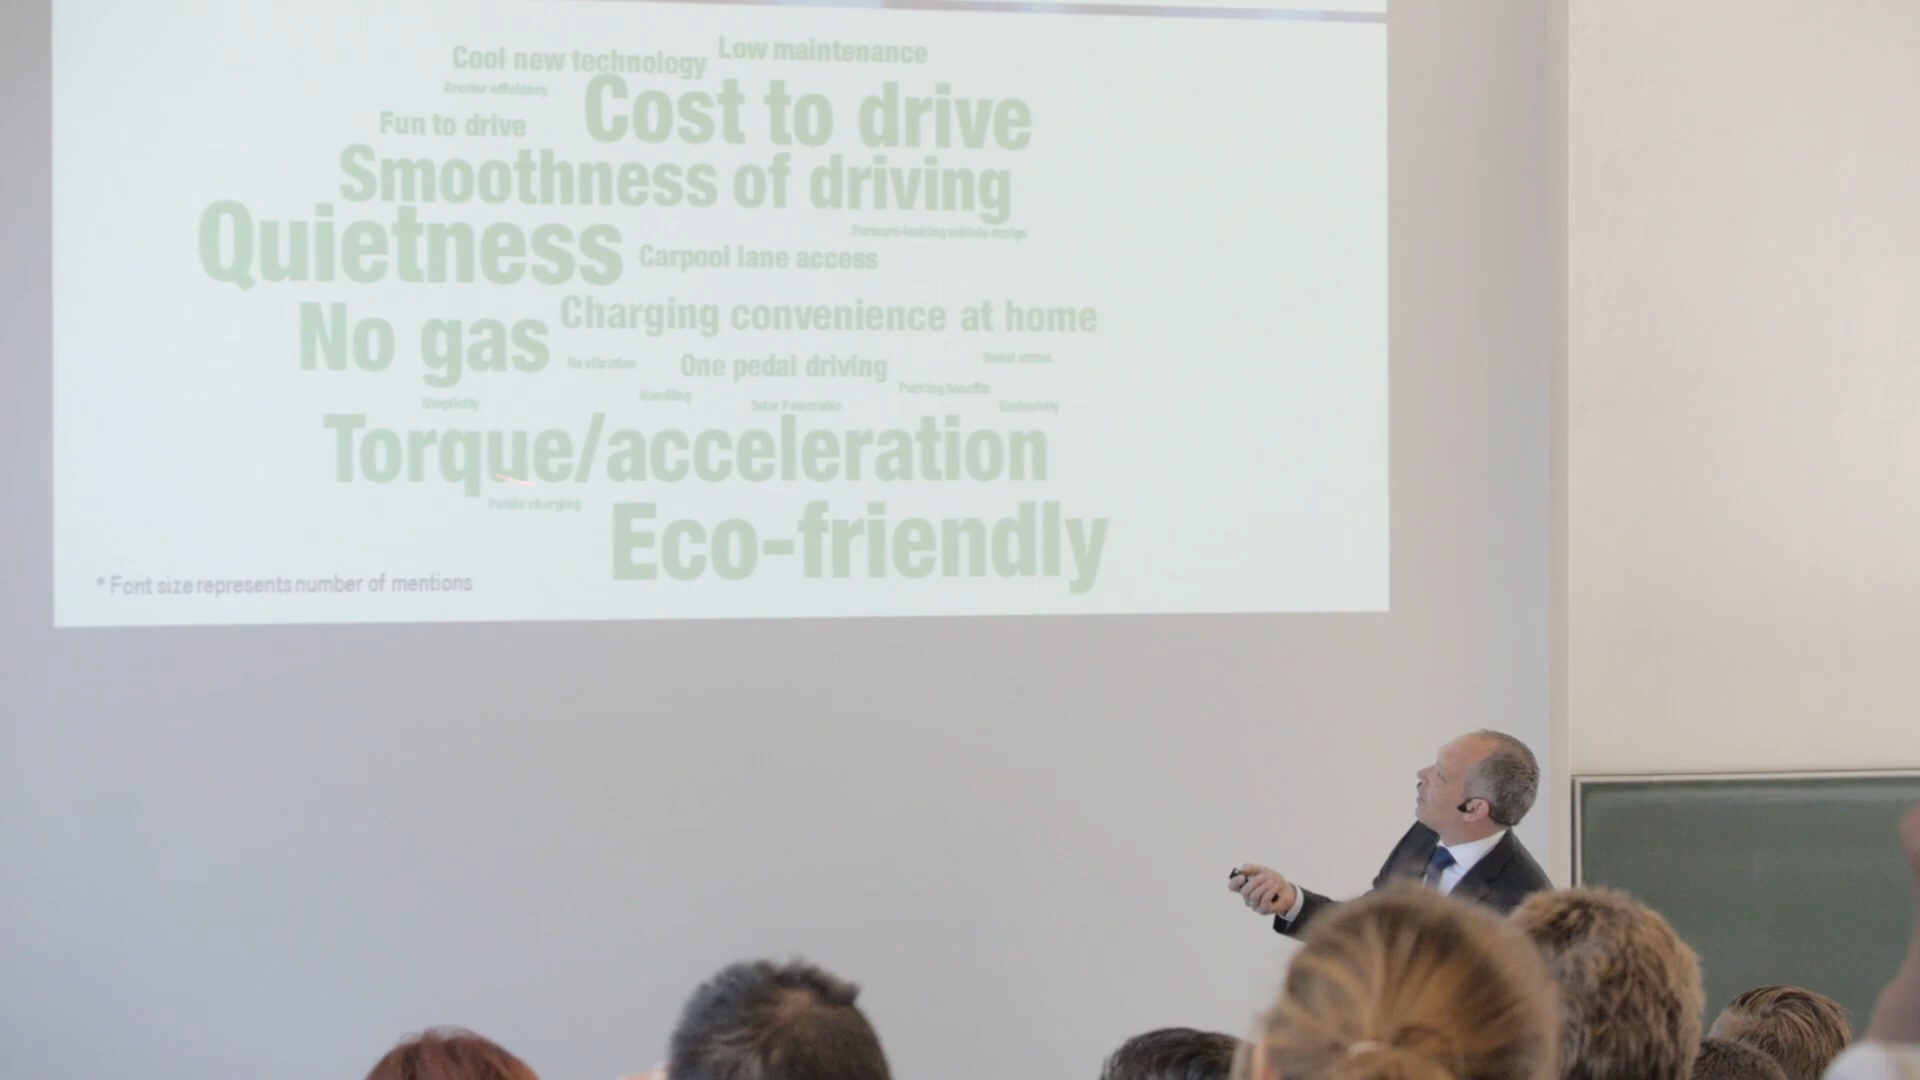 Cool new technology
Low maintenance
Greater efficiency
Cost to drive
Fun to drive
Smoothness of driving
Quietness
Forward-looking vehicle design
Carpool lane access
Charging convenience at home
No gas
No vibration
One pedal driving
Social status
Parking benefits
Handling
Simplicity
Solar Powerable
Exclusivity
Torque/acceleration
Public charging
Eco-friendly
* Font size represents number of mentions